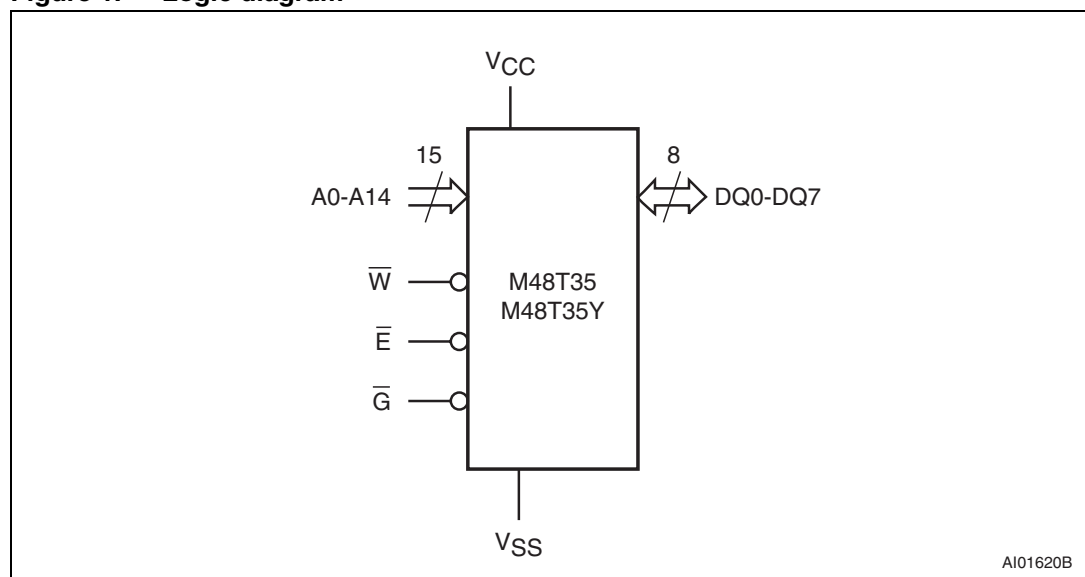 Figure 1. Logic diagram
VCC
15
8
A0-A14
DQ0-DQ7
W̅
M48T35
M48T35Y
E̅
G̅
VSS
AI01620B